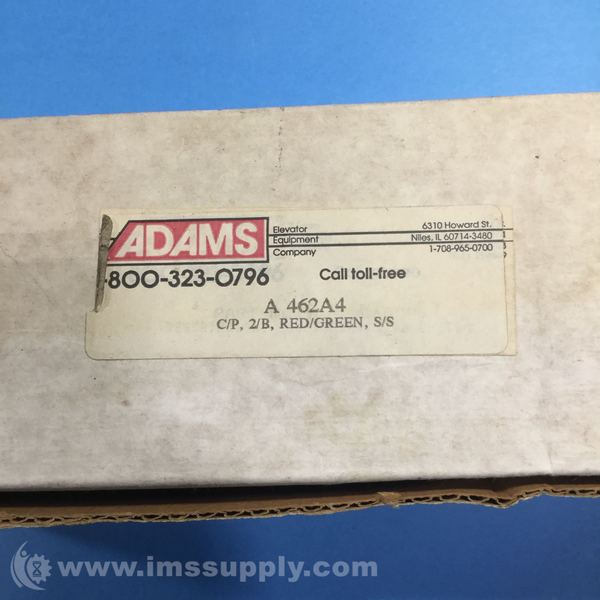 ADAMS
Elevator
Equipment
Company
6310 Howard St.
Niles, IL 60714-3480
1-708-965-0700
-800-323-0796 Call toll-free
A 462A4
C/P, 2/B, RED/GREEN, S/S
www.imssupply.com